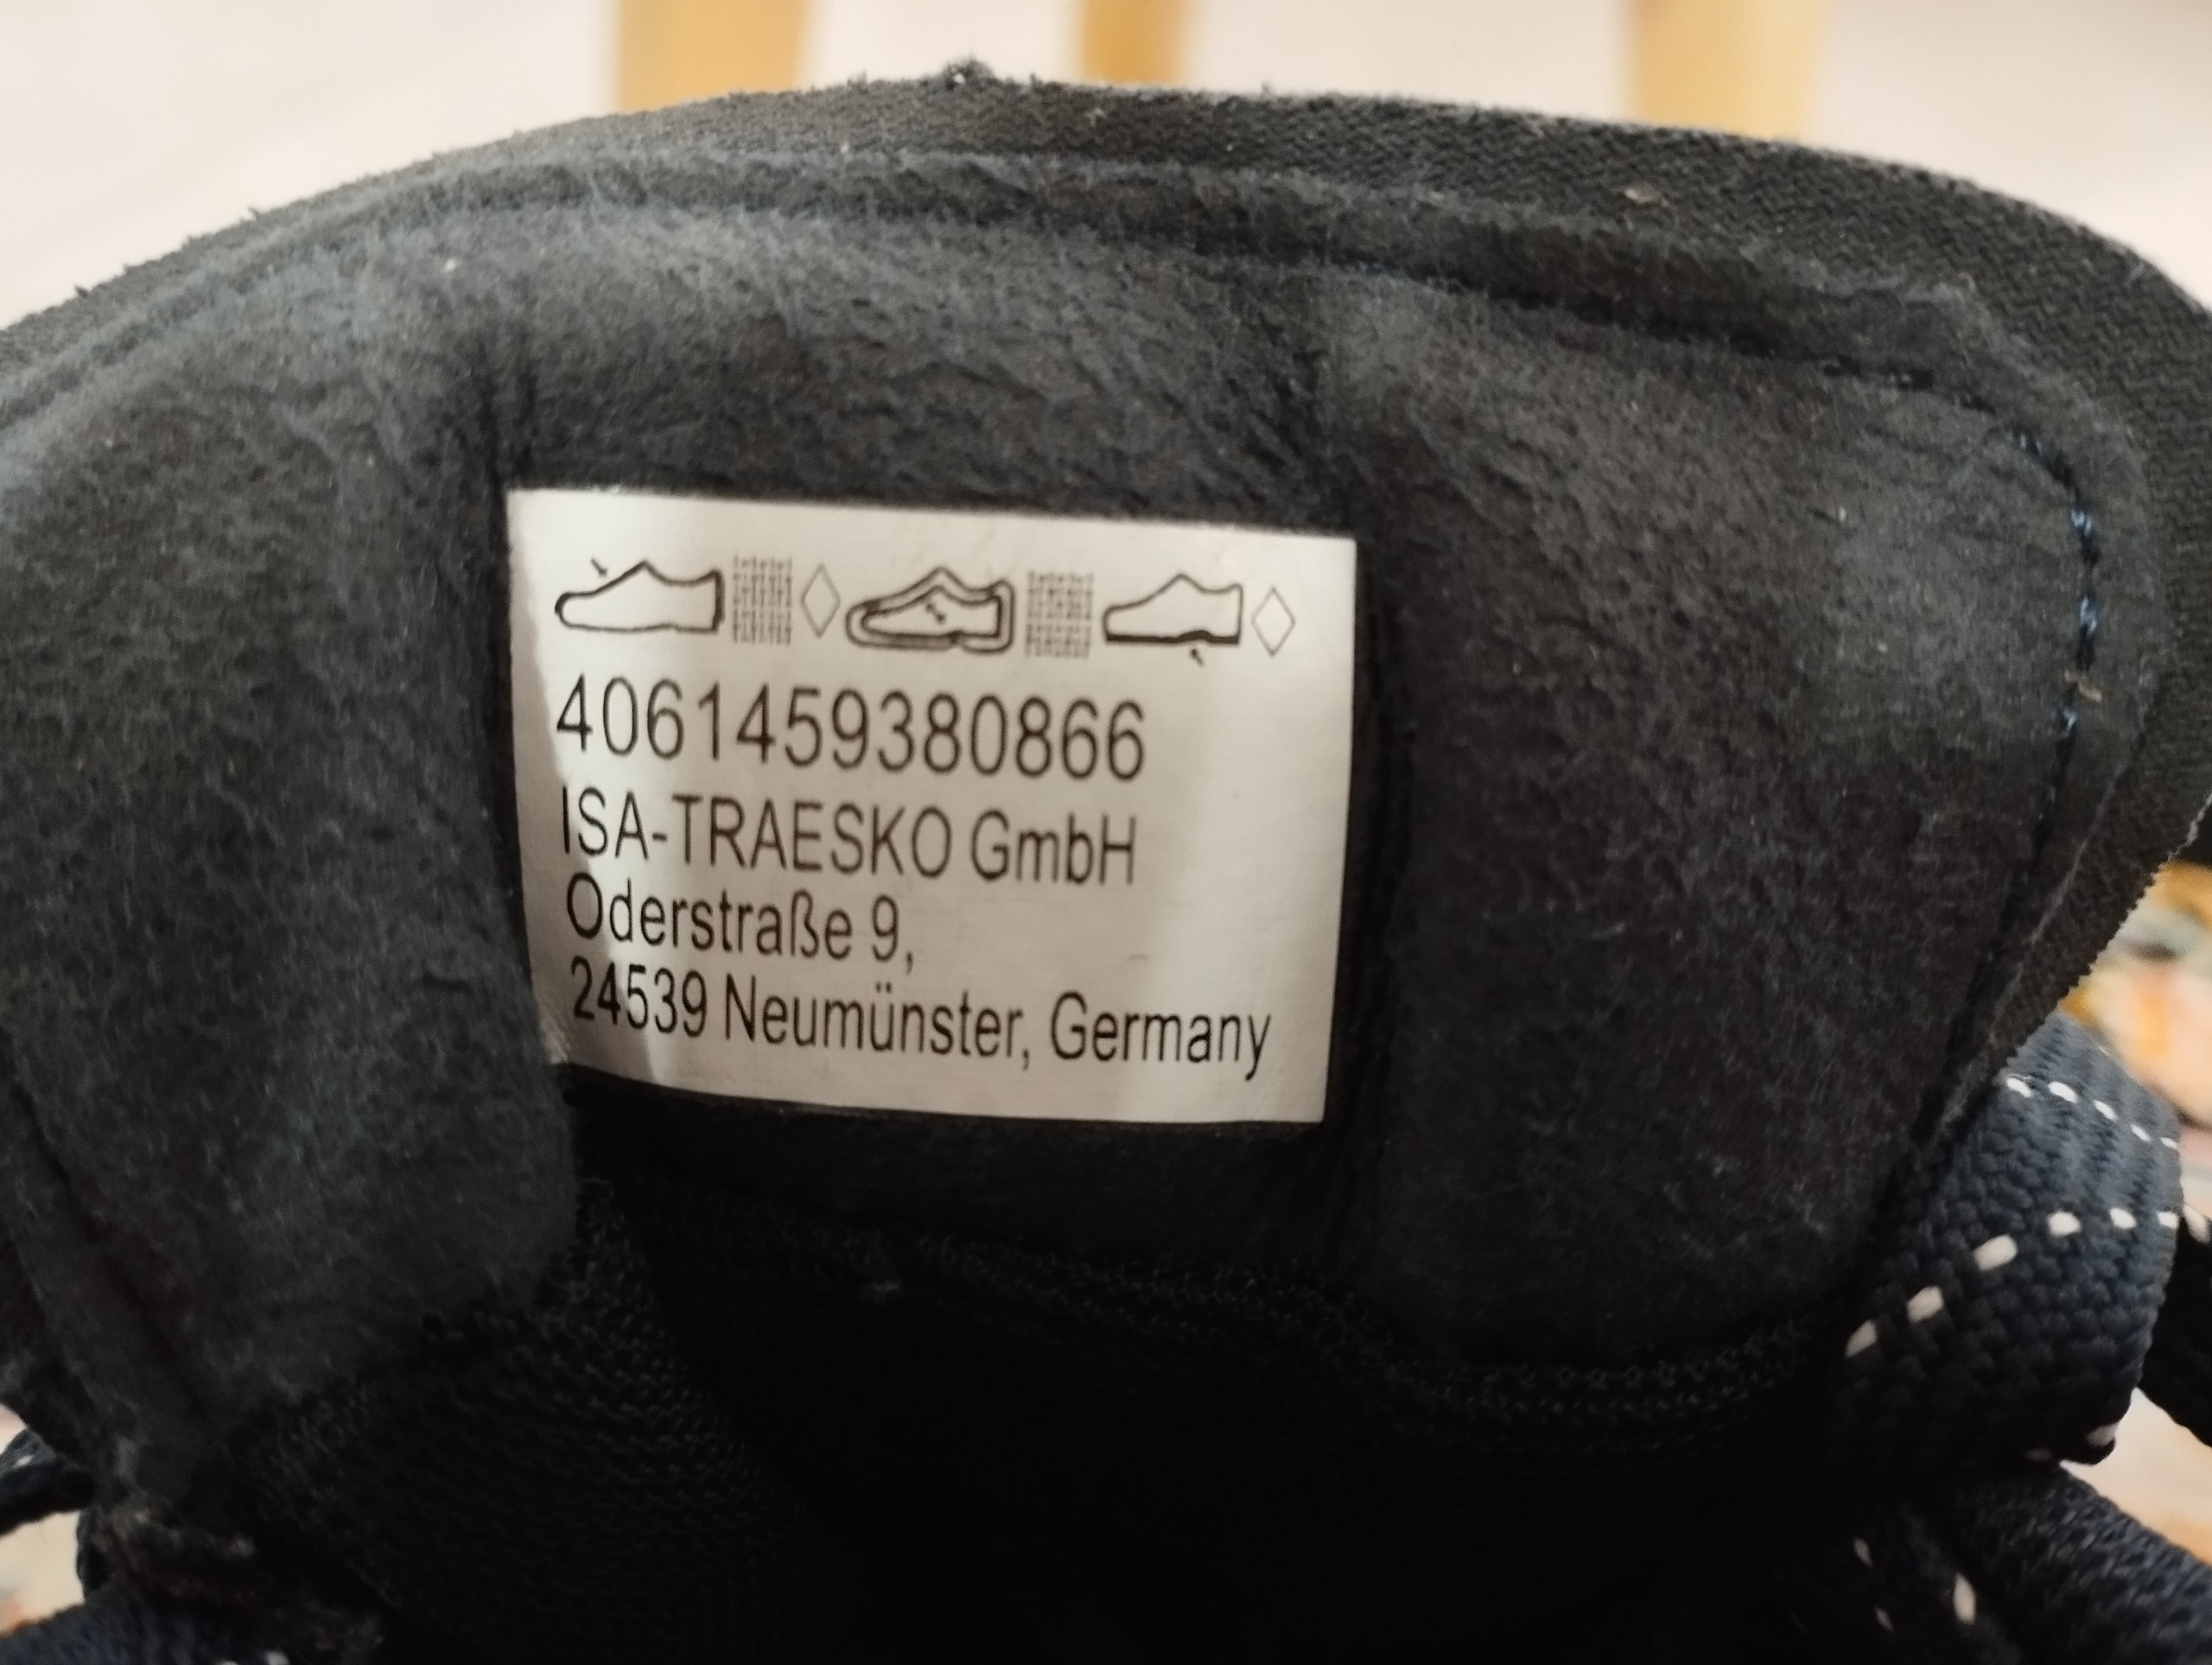 4061459380866
ISA-TRAESKO GmbH
Oderstraße 9,
24539 Neumünster, Germany